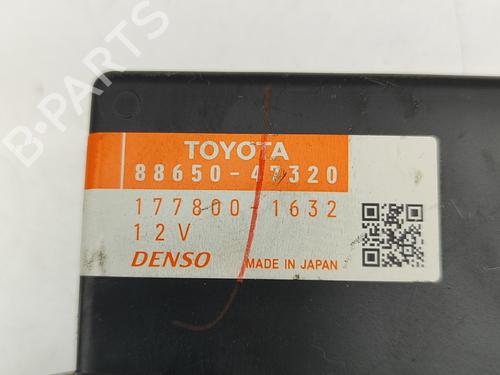 TOYOTA
88650-47320
177800-1632
12V
DENSO MADE IN JAPAN
B-PARTS